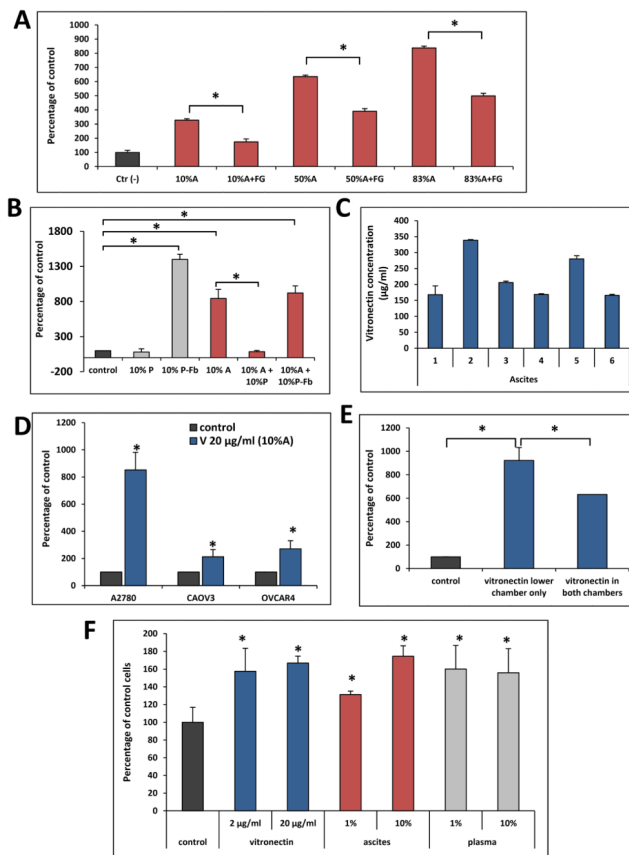 A
Percentage of control
1000
900
800
700
600
500
400
300
200
100
0
*
*
*
Ctr (-) 10%A 10%A+FG 50%A 50%A+FG 83%A 83%A+FG
B
Percentage of control
1800
1300
800
300
-200
*
*
*
*
control 10% P 10% P-Fb 10% A 10% A + 10%P 10%A + 10%P-Fb
C
Vitronectin concentration
(µg/ml)
400
350
300
250
200
150
100
50
0
1 2 3 4 5 6
Ascites
D
control
V 20 µg/ml (10%A)
Percentage of control
1000
800
600
400
200
0
*
*
*
A2780 CAOV3 OVCAR4
E
Percentage of control
1200
1000
800
600
400
200
0
*
*
control vitronectin lower chamber only vitronectin in both chambers
F
Percentage of control cells
200
180
160
140
120
100
80
60
40
20
0
*
*
*
*
*
*
2 µg/ml 20 µg/ml 1% 10% 1% 10%
control vitronectin ascites plasma